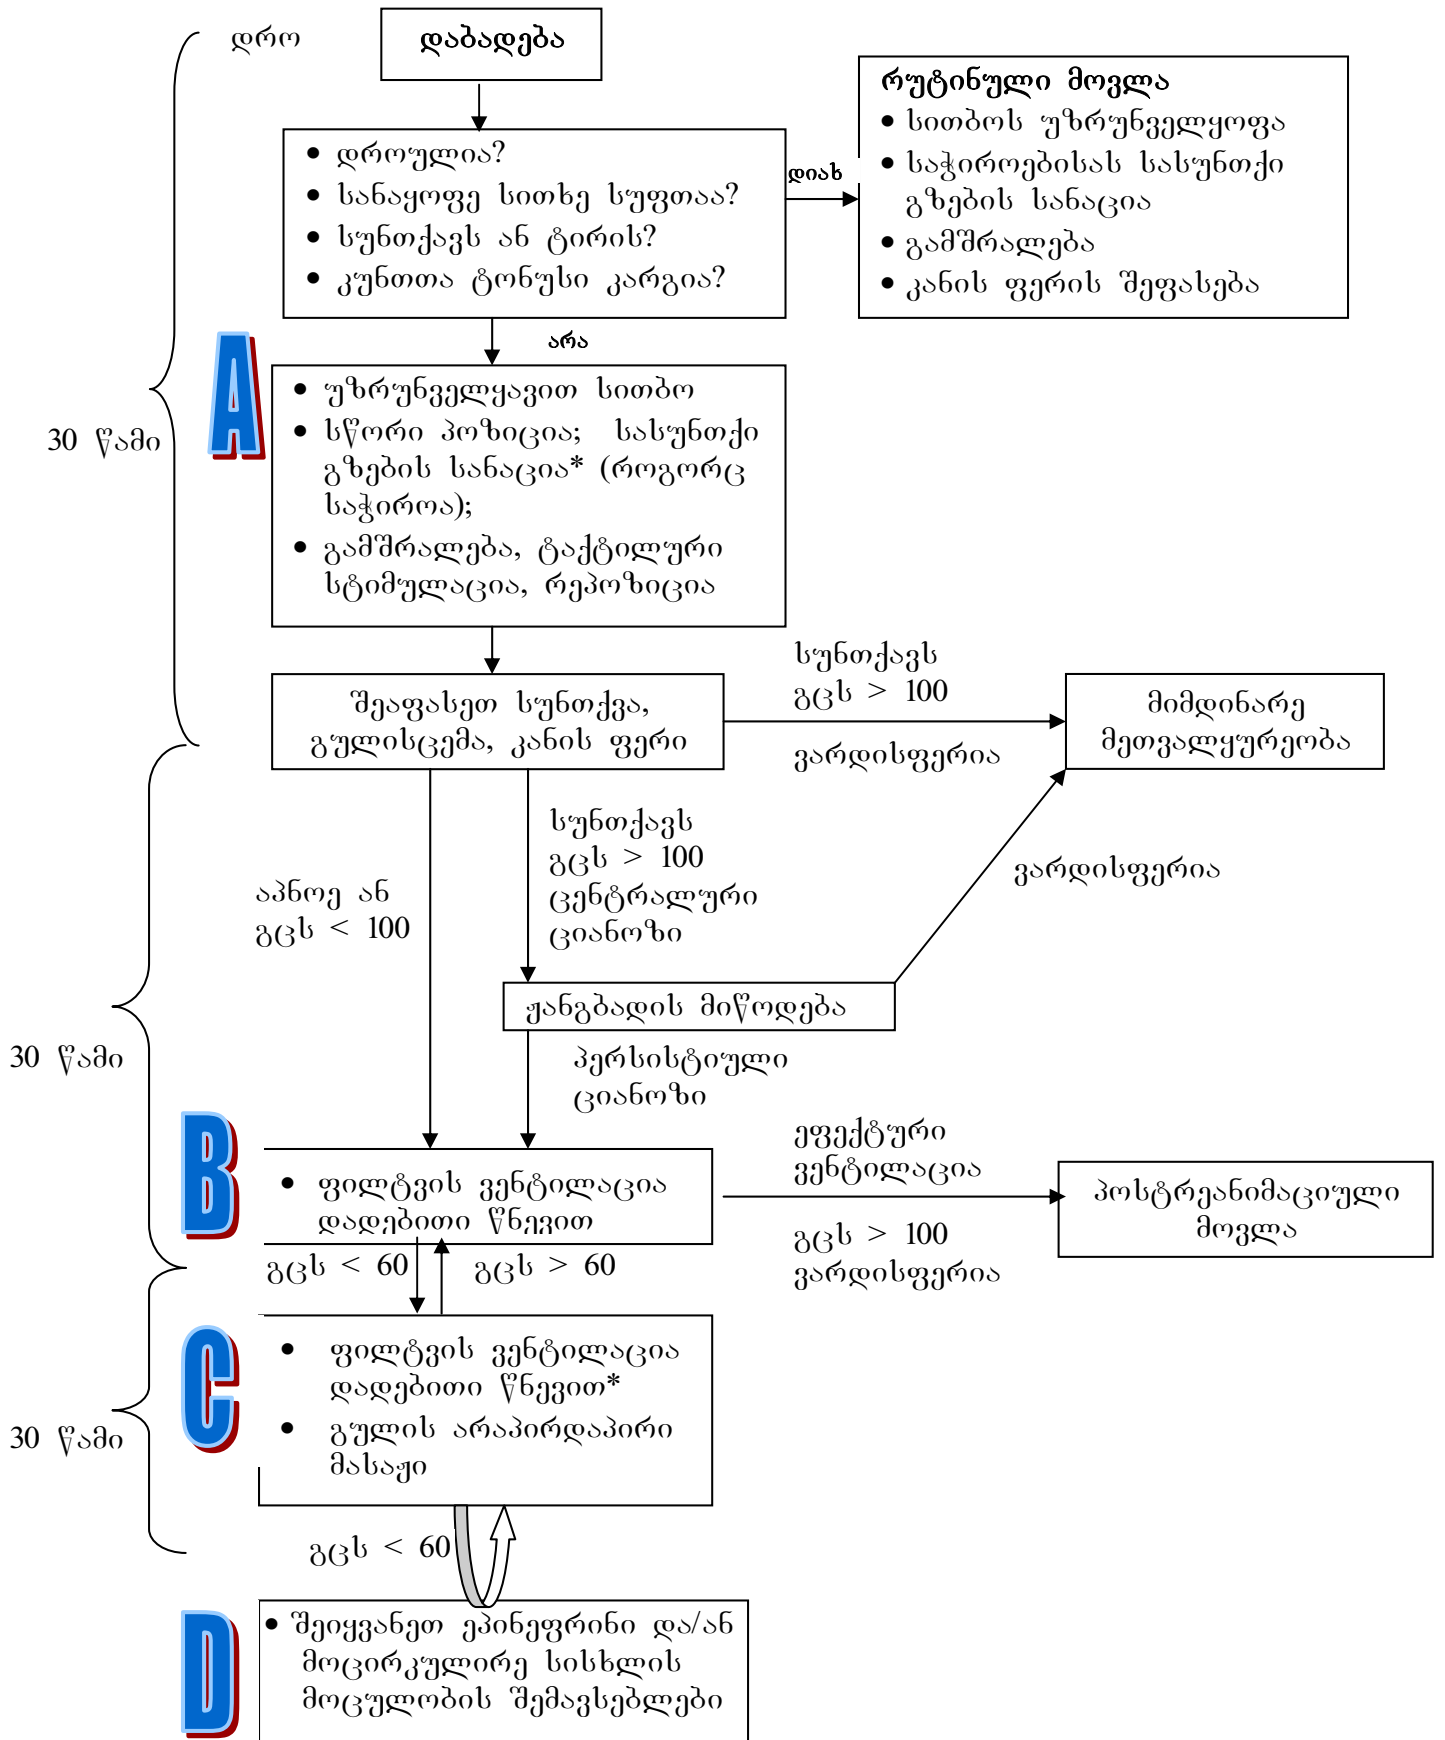 დრო
დაბადება
რუტინული მოვლა
• სითბოს უზრუნველყოფა
• საჭიროებისას სასუნთქი
გზების სანაცია
• გამშრალება
• კანის ფერის შეფასება
• დროულია?
• სანაყოფე სითხე სუფთაა?
• სუნთქავს ან ტირის?
• კუნთთა ტონუსი კარგია?
დიახ
არა
A
30 წამი
• უზრუნველყავით სითბო
• სწორი პოზიცია; სასუნთქი
გზების სანაცია* (როგორც
საჭიროა);
• გამშრალება, ტაქტილური
სტიმულაცია, რეპოზიცია
შეაფასეთ სუნთქვა,
გულისცემა, კანის ფერი
სუნთქავს
გცს > 100
ვარდისფერია
მიმდინარე
მეთვალყურეობა
აპნოე ან
გცს < 100
სუნთქავს
გცს > 100
ცენტრალური
ციანოზი
ვარდისფერია
ჟანგბადის მიწოდება
30 წამი
პერსისტიული
ციანოზი
B
• ფილტვის ვენტილაცია
დადებითი წნევით
ეფექტური
ვენტილაცია
გცს > 100
ვარდისფერია
პოსტრეანიმაციული
მოვლა
გცს < 60
გცს > 60
C
30 წამი
• ფილტვის ვენტილაცია
დადებითი წნევით*
• გულის არაპირდაპირი
მასაჟი
გცს < 60
D
• შეიყვანეთ ეპინეფრინი და/ან
მოცირკულირე სისხლის
მოცულობის შემავსებლები